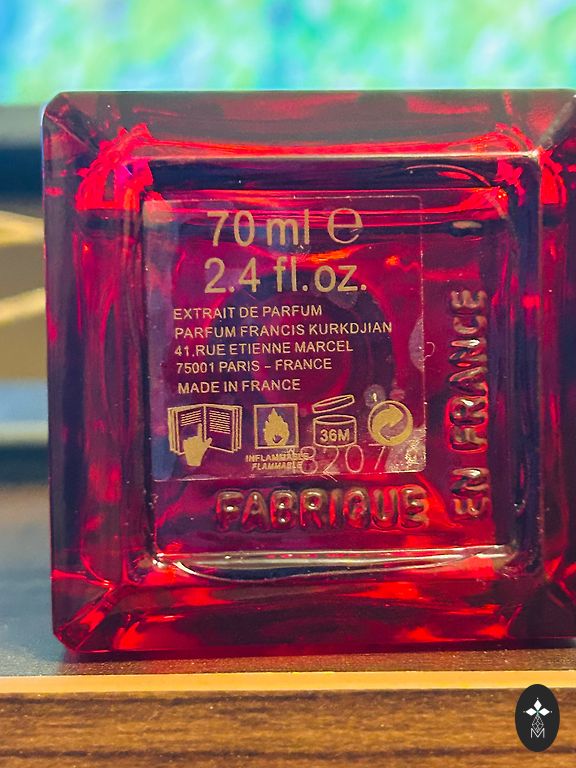 70 ml ℮
2.4 fl.oz.
EXTRAIT DE PARFUM
PARFUM FRANCIS KURKDJIAN
41,RUE ETIENNE MARCEL
75001 PARIS - FRANCE
MADE IN FRANCE
36M
INFLAMMABLE
FLAMMABLE
8207
FABRIQUE
EN FRANCE
M